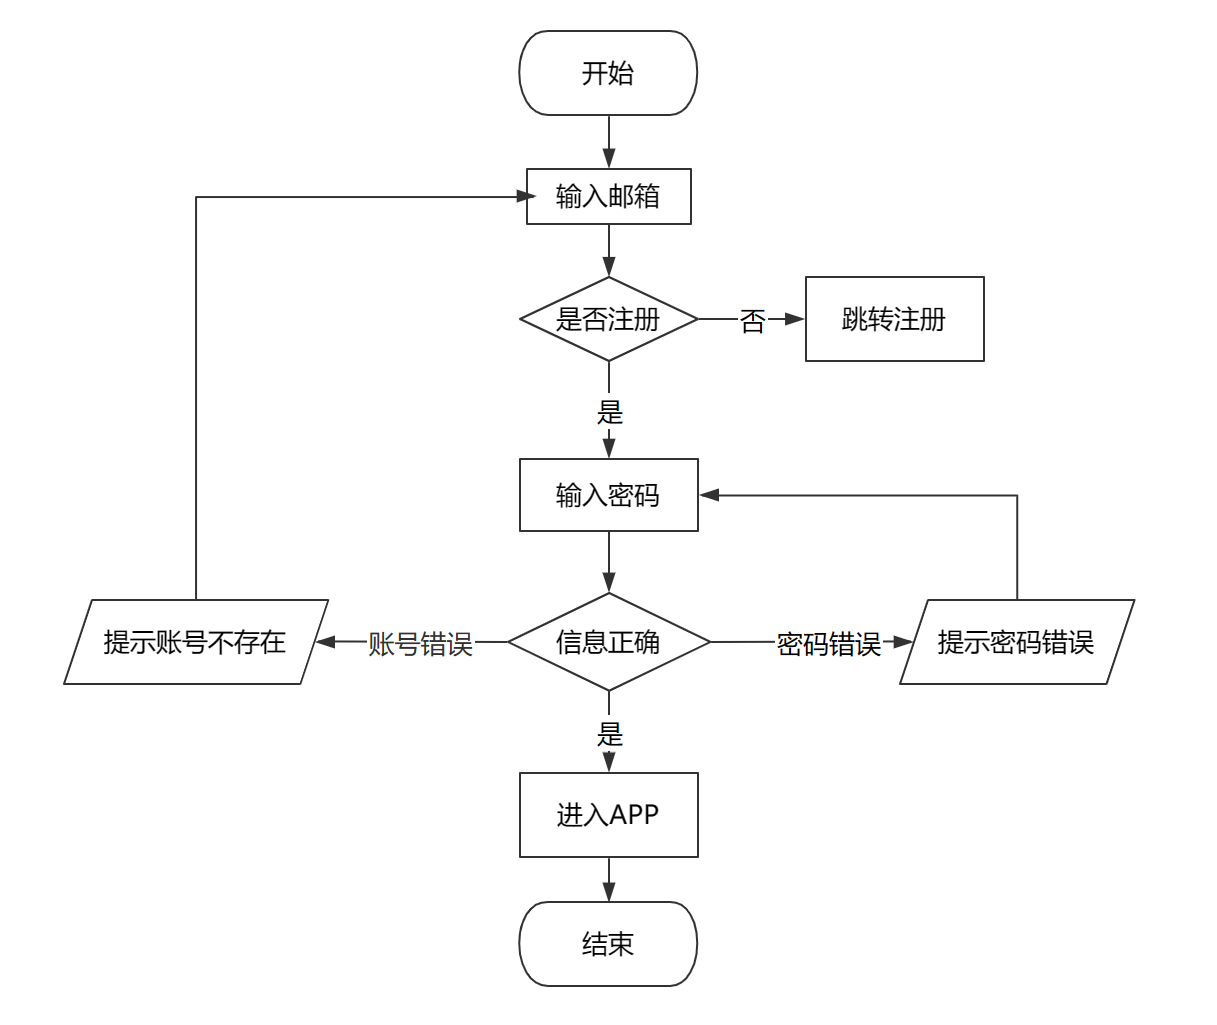 开始
输入邮箱
是否注册
否
跳转注册
是
输入密码
提示账号不存在
账号错误
信息正确
密码错误
提示密码错误
是
进入APP
结束